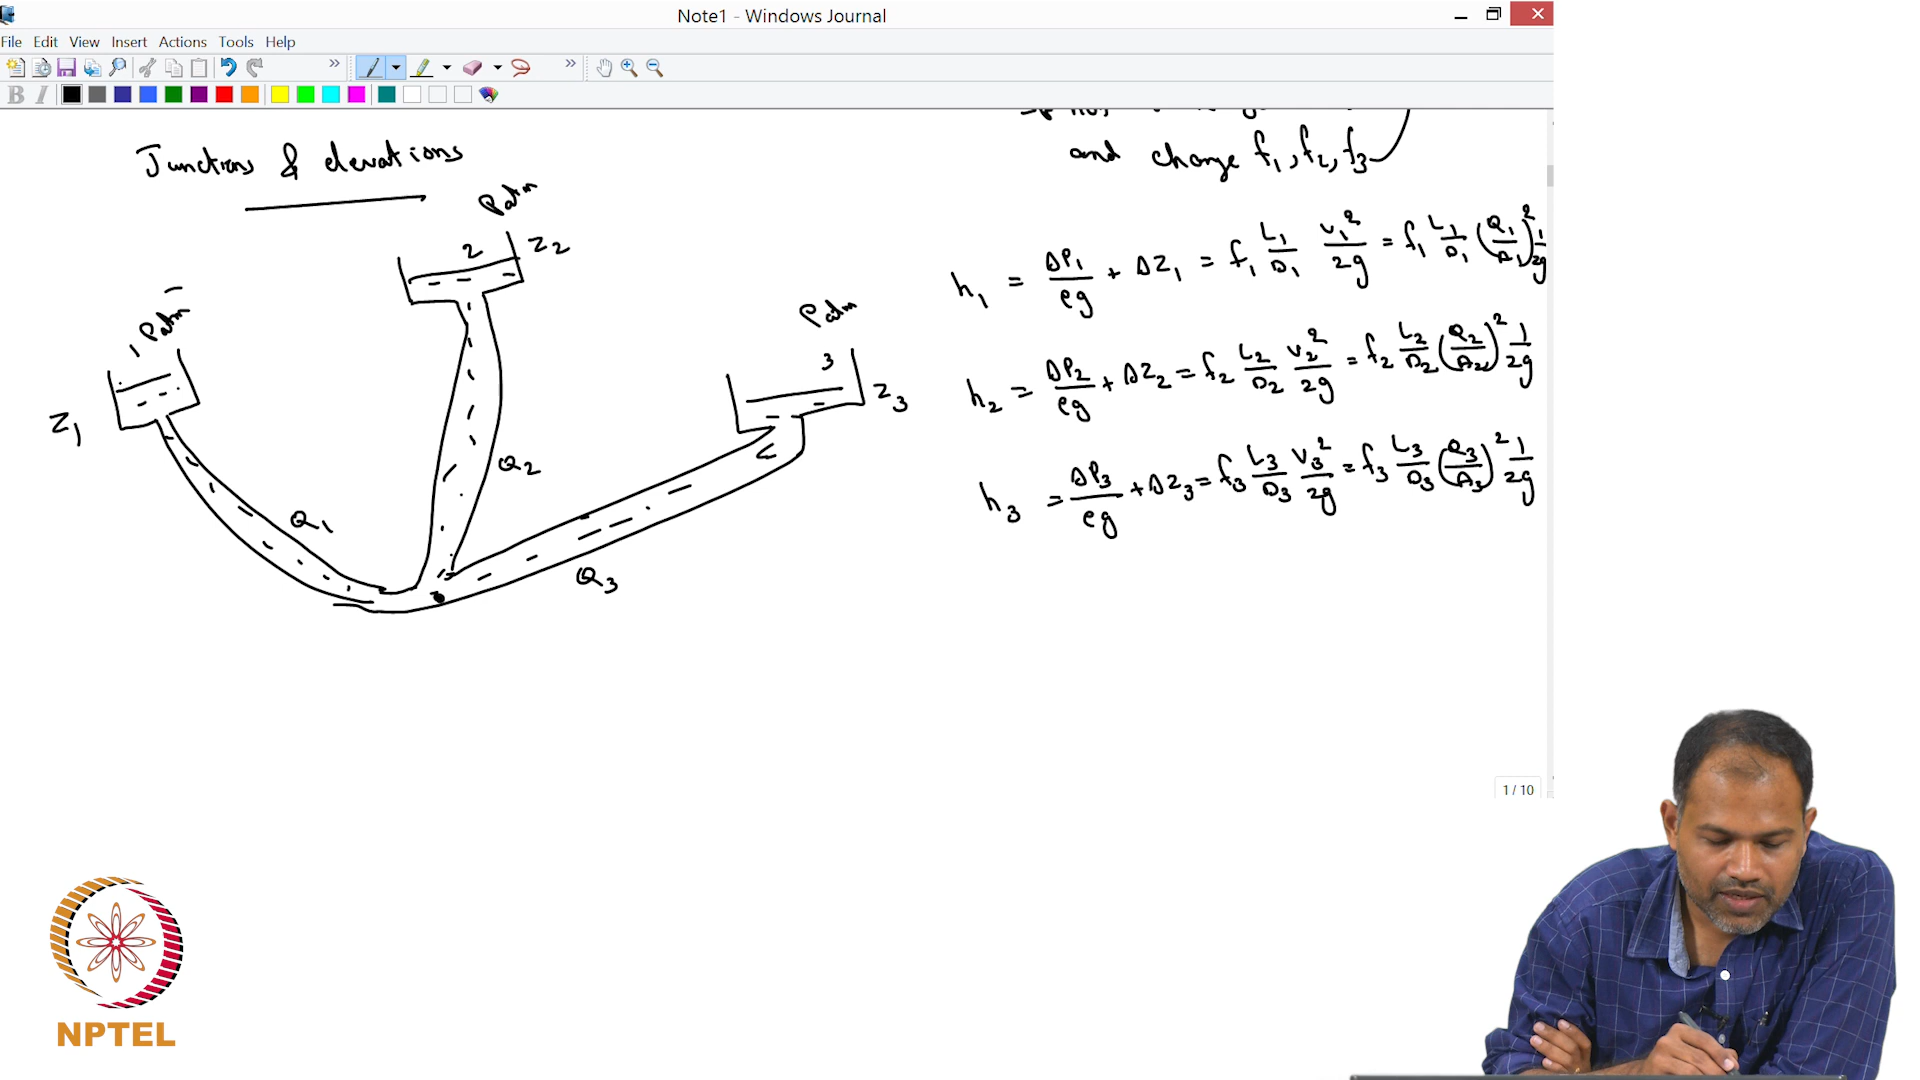 Note1 - Windows Journal
File Edit View Insert Actions Tools Help
B I
Junctions & elevations
and change f₁, f₂, f₃
Patm
2 Z₂
1 Patm
Z₁
Patm
3
Z₃
Q₁
Q₂
Q₃
h₁ = ΔP₁/ρg + ΔZ₁ = f₁ L₁/D₁ V₁²/2g = f₁ L₁/D₁ (Q₁/A₁)² 1/2g
h₂ = ΔP₂/ρg + ΔZ₂ = f₂ L₂/D₂ V₂²/2g = f₂ L₂/D₂ (Q₂/A₂)² 1/2g
h₃ = ΔP₃/ρg + ΔZ₃ = f₃ L₃/D₃ V₃²/2g = f₃ L₃/D₃ (Q₃/A₃)² 1/2g
1 / 10
NPTEL